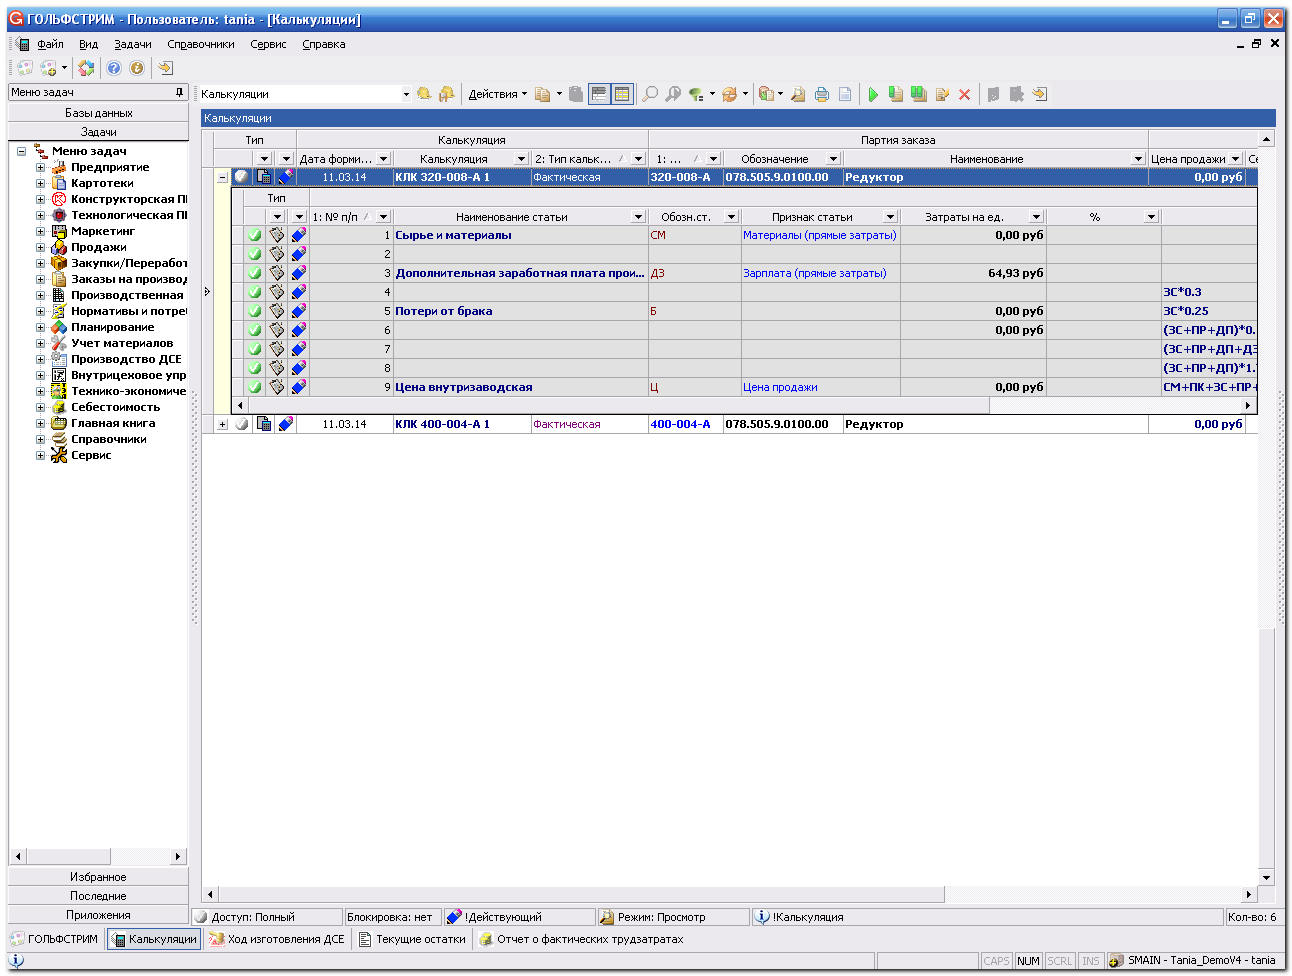 ГОЛЬФСТРИМ - Пользователь: tania - [Калькуляции]
Файл Вид Задачи Справочники Сервис Справка
Меню задач
Базы данных
Задачи
Меню задач
Предприятие
Картотеки
Конструкторская П
Технологическая П
Маркетинг
Продажи
Закупки/Переработ
Заказы на производ
Производственная
Нормативы и потре
Планирование
Учет материалов
Производство ДСЕ
Внутрицеховое упр
Технико-экономиче
Себестоимость
Главная книга
Справочники
Сервис
Избранное
Последние
Приложения
Калькуляции Действия
Калькуляции
Тип Калькуляция Партия заказа
Дата форми... Калькуляция 2: Тип кальк... 1: ... Обозначение Наименование Цена продажи Се
11.03.14 КЛК 320-008-А 1 Фактическая 320-008-А 078.505.9.0100.00 Редуктор 0,00 руб
Тип
1: № п/п Наименование статьи Обозн.ст. Признак статьи Затраты на ед. %
1 Сырье и материалы СМ Материалы (прямые затраты) 0,00 руб
2
3 Дополнительная заработная плата прои... ДЗ Зарплата (прямые затраты) 64,93 руб
4 ЗС*0.3
5 Потери от брака Б 0,00 руб ЗС*0.25
6 0,00 руб (ЗС+ПР+ДП)*0.
7 (ЗС+ПР+ДП+ДЗ
8 (ЗС+ПР+ДП)*1.
9 Цена внутризаводская Ц Цена продажи 0,00 руб СМ+ПК+ЗС+ПР+
11.03.14 КЛК 400-004-А 1 Фактическая 400-004-А 078.505.9.0100.00 Редуктор 0,00 руб
Доступ: Полный Блокировка: нет !Действующий Режим: Просмотр !Калькуляция Кол-во: 6
ГОЛЬФСТРИМ Калькуляции Ход изготовления ДСЕ Текущие остатки Отчет о фактических трудзатратах
CAPS NUM SCRL INS SMAIN - Tania_DemoV4 - tania